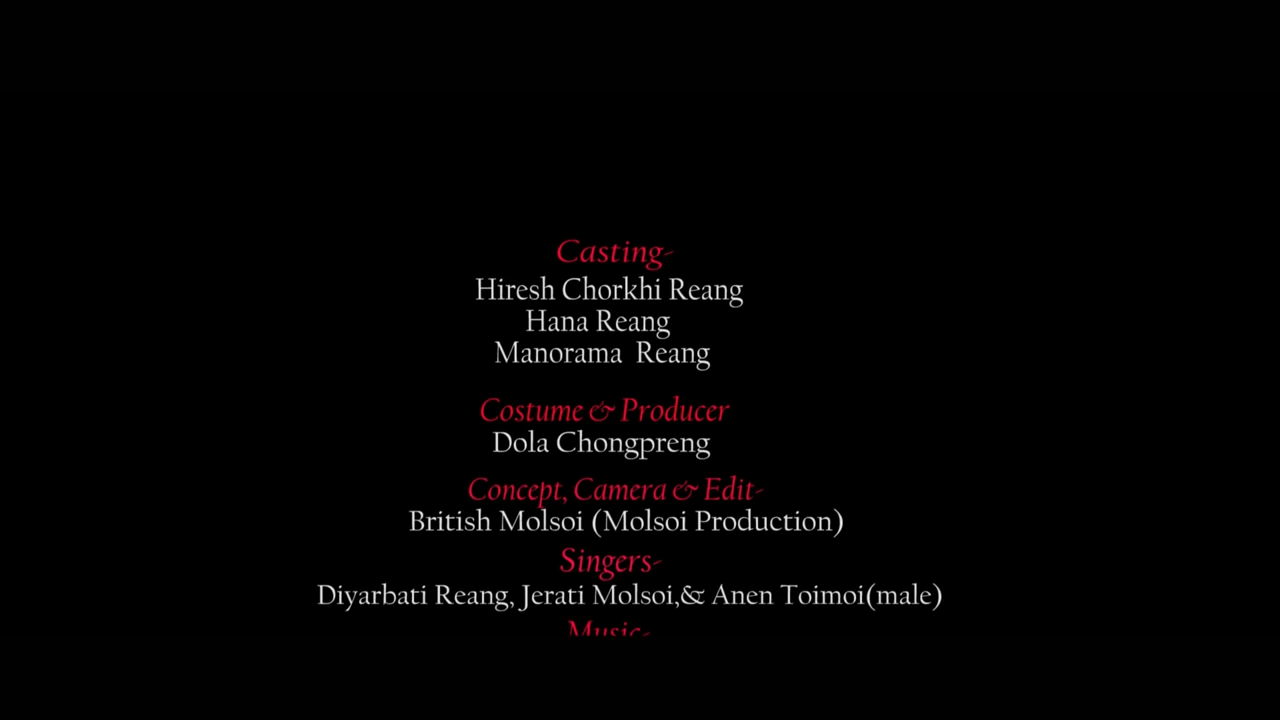 Casting-
Hiresh Chorkhi Reang
Hana Reang
Manorama Reang
Costume & Producer
Dola Chongpreng
Concept, Camera & Edit-
British Molsoi (Molsoi Production)
Singers-
Diyarbati Reang, Jerati Molsoi,& Anen Toimoi(male)
Music-